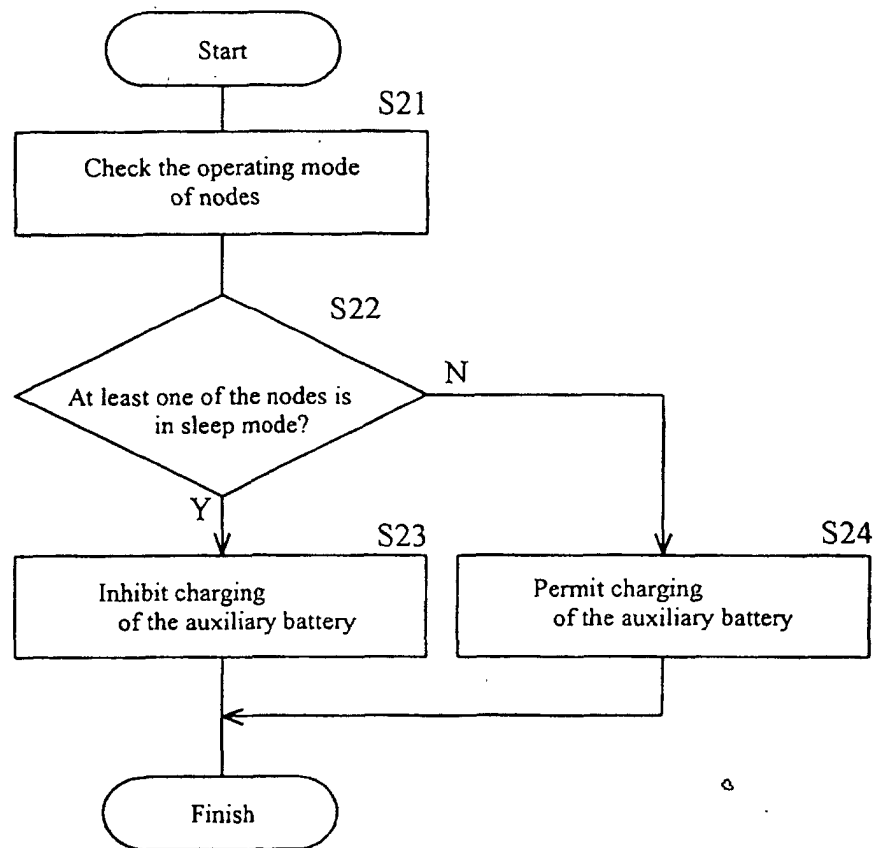 Start
S21
Check the operating mode
of nodes
S22
At least one of the nodes is
in sleep mode?
N
Y
S23
Inhibit charging
of the auxiliary battery
S24
Permit charging
of the auxiliary battery
Finish